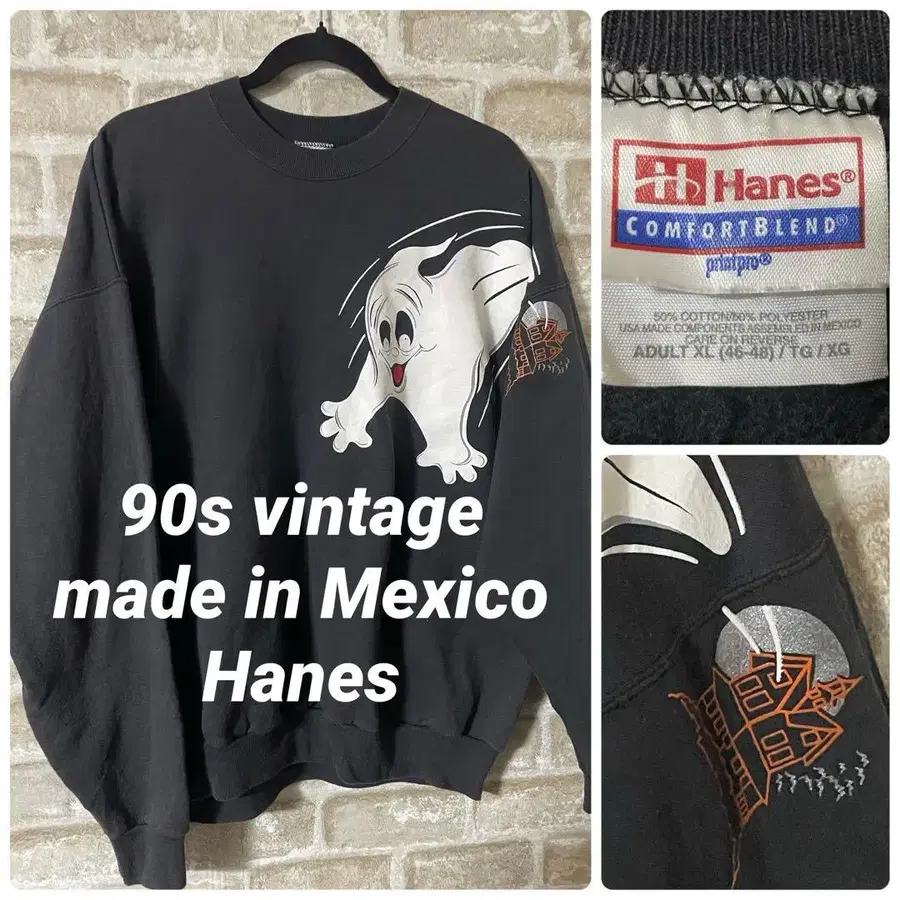 90s vintage
made in Mexico
Hanes
Hanes®
COMFORTBLEND®
printpro®
50% COTTON/50% POLYESTER
USA MADE COMPONENTS ASSEMBLED IN MEXICO
CARE ON REVERSE
ADULT XL (46-48) / TG / XG